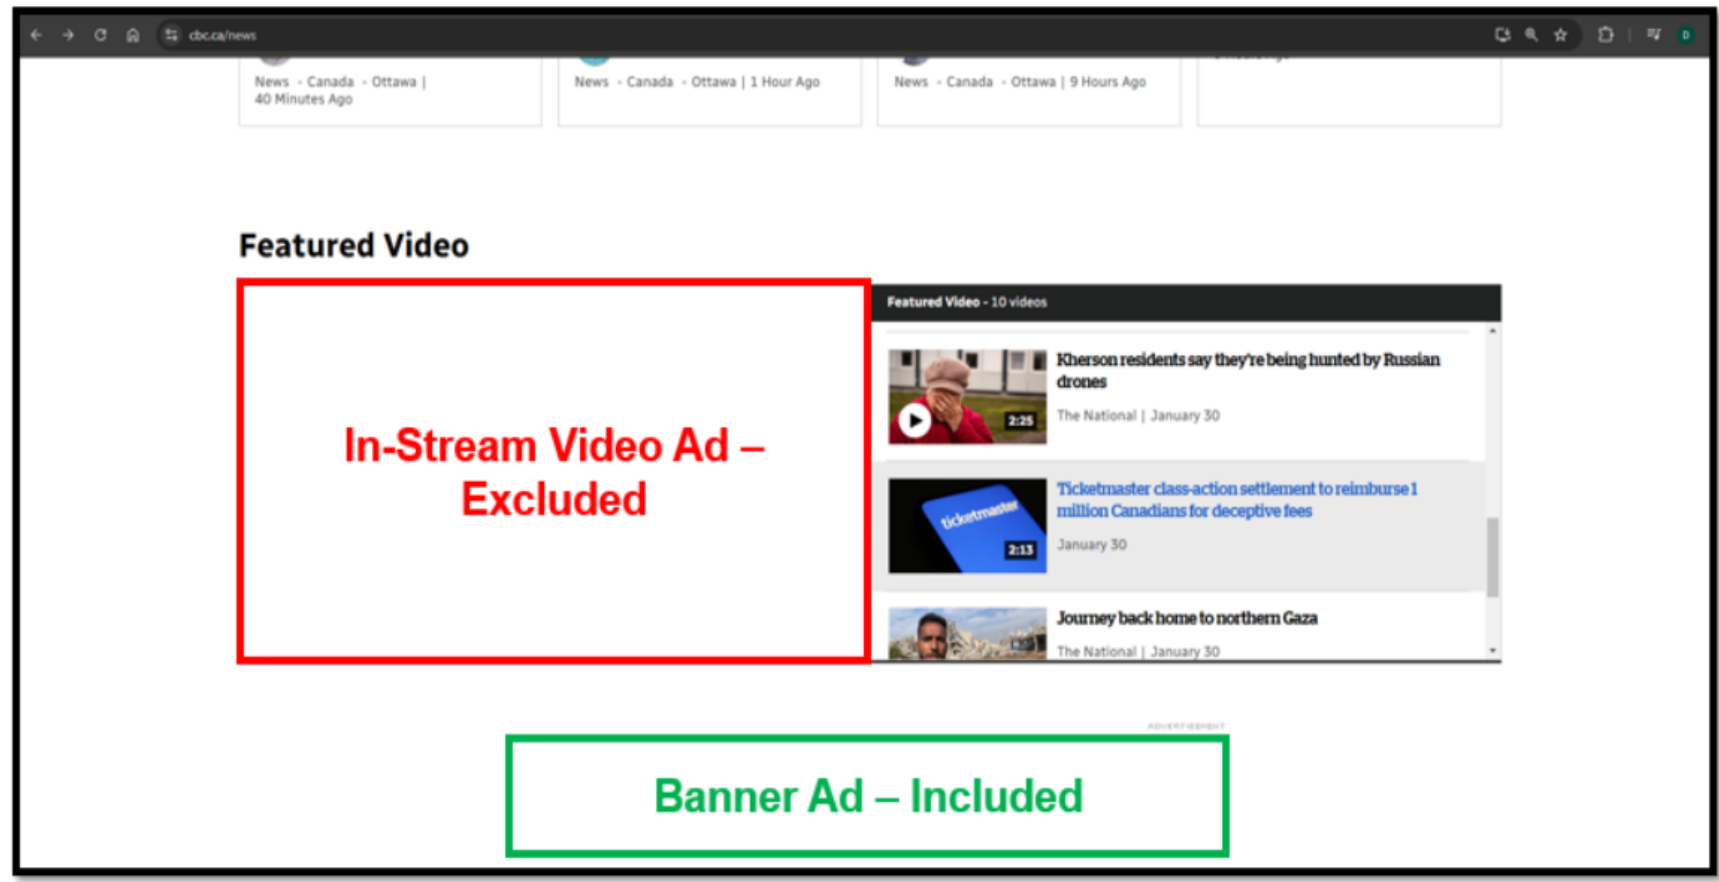 cbc.ca/news
D
News - Canada - Ottawa |
40 Minutes Ago
News - Canada - Ottawa | 1 Hour Ago
News - Canada - Ottawa | 9 Hours Ago
Featured Video
In-Stream Video Ad –
Excluded
Featured Video - 10 videos
Kherson residents say they're being hunted by Russian
drones
The National | January 30
2:25
Ticketmaster class-action settlement to reimburse 1
million Canadians for deceptive fees
January 30
ticketmaster
2:13
Journey back home to northern Gaza
The National | January 30
ADVERTISEMENT
Banner Ad – Included